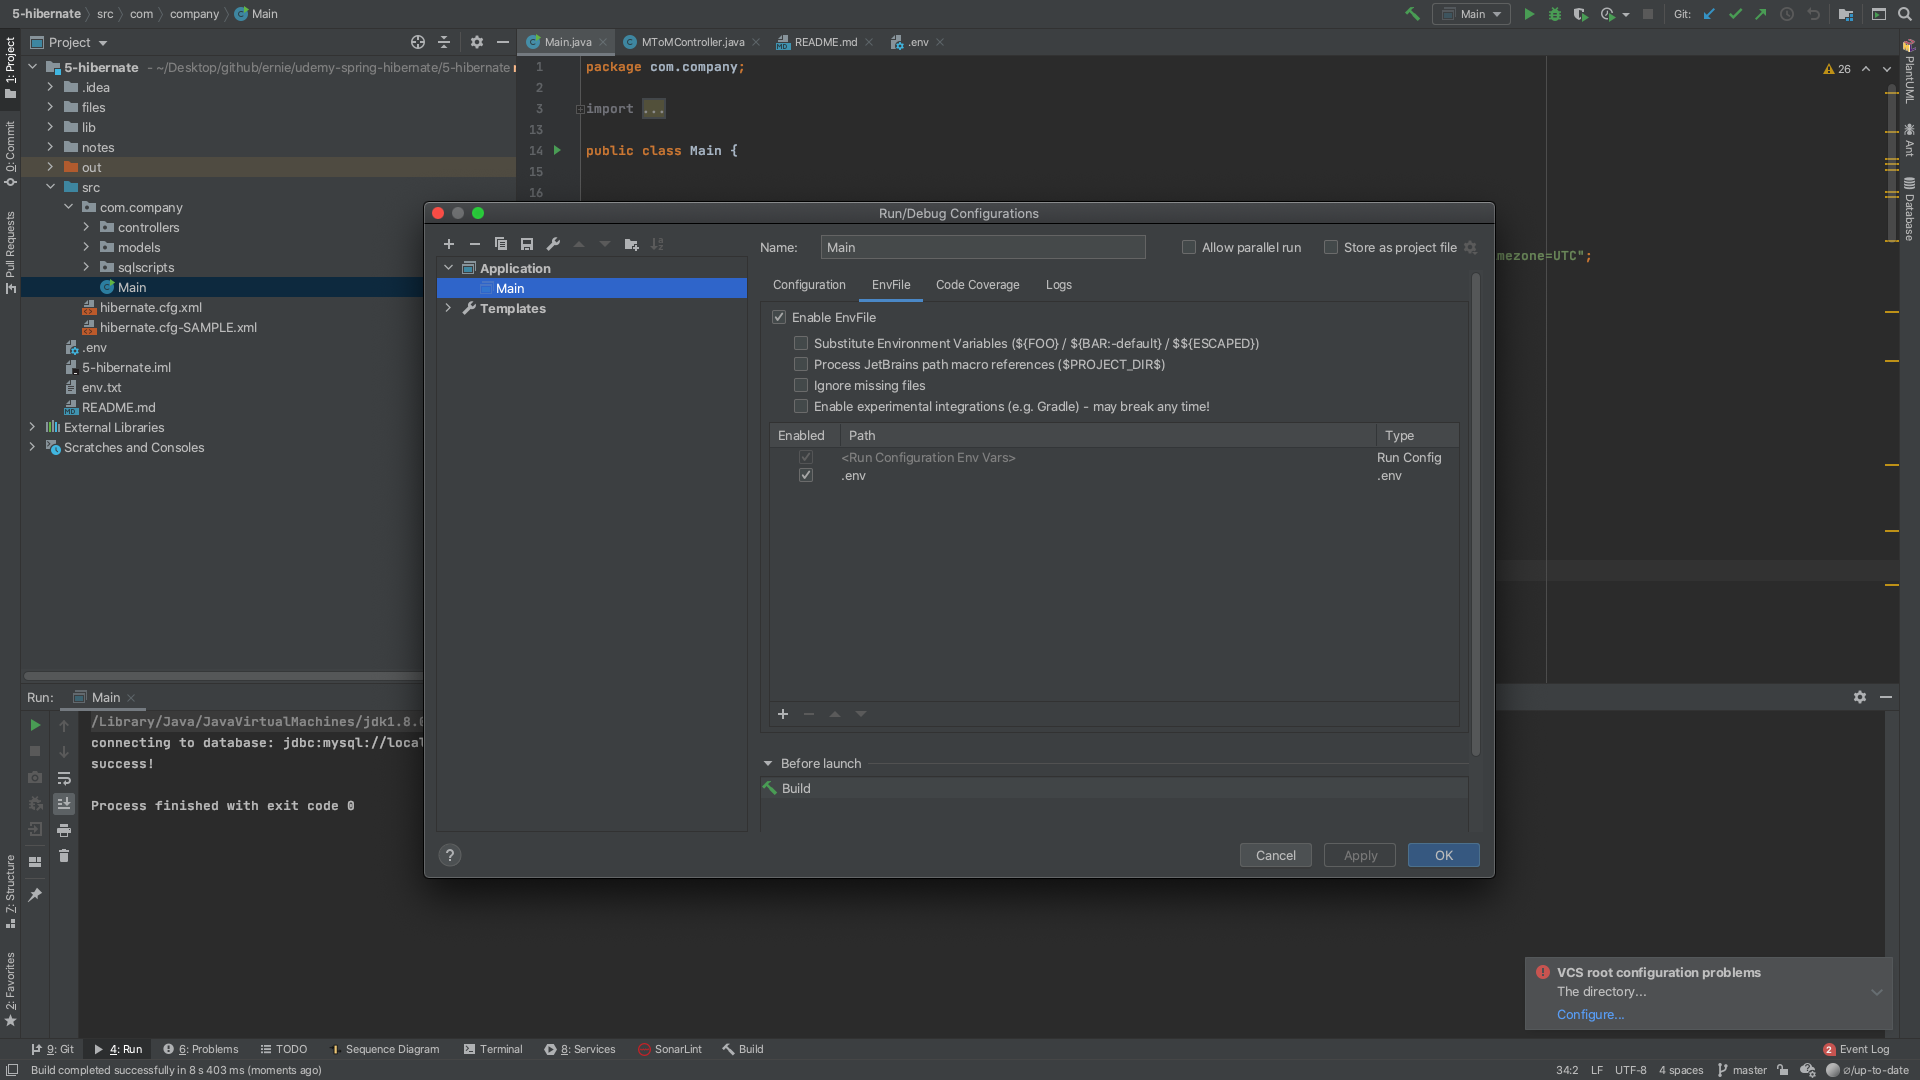 5-hibernate
src
com
company
Main
Main
Git:
1: Project
0: Commit
Pull Requests
Project
5-hibernate - ~/Desktop/github/ernie/udemy-spring-hibernate/5-hibernate
.idea
files
lib
notes
out
src
com.company
controllers
models
sqlscripts
Main
hibernate.cfg.xml
hibernate.cfg-SAMPLE.xml
.env
5-hibernate.iml
env.txt
README.md
External Libraries
Scratches and Consoles
Main.java
MToMController.java
README.md
.env
1 package com.company;
2
3 import ...
13
14 public class Main {
15
16
mezone=UTC";
26
PlantUML
Ant
Database
Run/Debug Configurations
Application
Main
Templates
Name:
Main
Allow parallel run
Store as project file
Configuration
EnvFile
Code Coverage
Logs
Enable EnvFile
Substitute Environment Variables (${FOO} / ${BAR:-default} / $${ESCAPED})
Process JetBrains path macro references ($PROJECT_DIR$)
Ignore missing files
Enable experimental integrations (e.g. Gradle) - may break any time!
Enabled Path Type
<Run Configuration Env Vars> Run Config
.env .env
Before launch
Build
?
Cancel
Apply
OK
Run:
Main
/Library/Java/JavaVirtualMachines/jdk1.8.
connecting to database: jdbc:mysql://local
success!
Process finished with exit code 0
Z: Structure
2: Favorites
VCS root configuration problems
The directory...
Configure...
9: Git
4: Run
6: Problems
TODO
Sequence Diagram
Terminal
8: Services
SonarLint
Build
2 Event Log
Build completed successfully in 8 s 403 ms (moments ago)
34:2
LF
UTF-8
4 spaces
master
∅/up-to-date